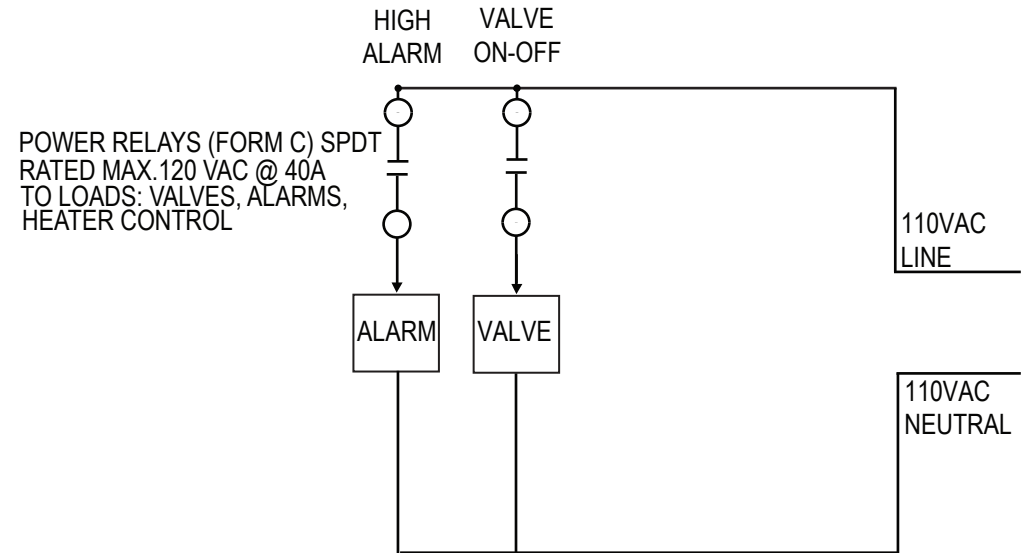 HIGH
ALARM
VALVE
ON-OFF
POWER RELAYS (FORM C) SPDT
RATED MAX.120 VAC @ 40A
TO LOADS: VALVES, ALARMS,
HEATER CONTROL
110VAC
LINE
ALARM
VALVE
110VAC
NEUTRAL